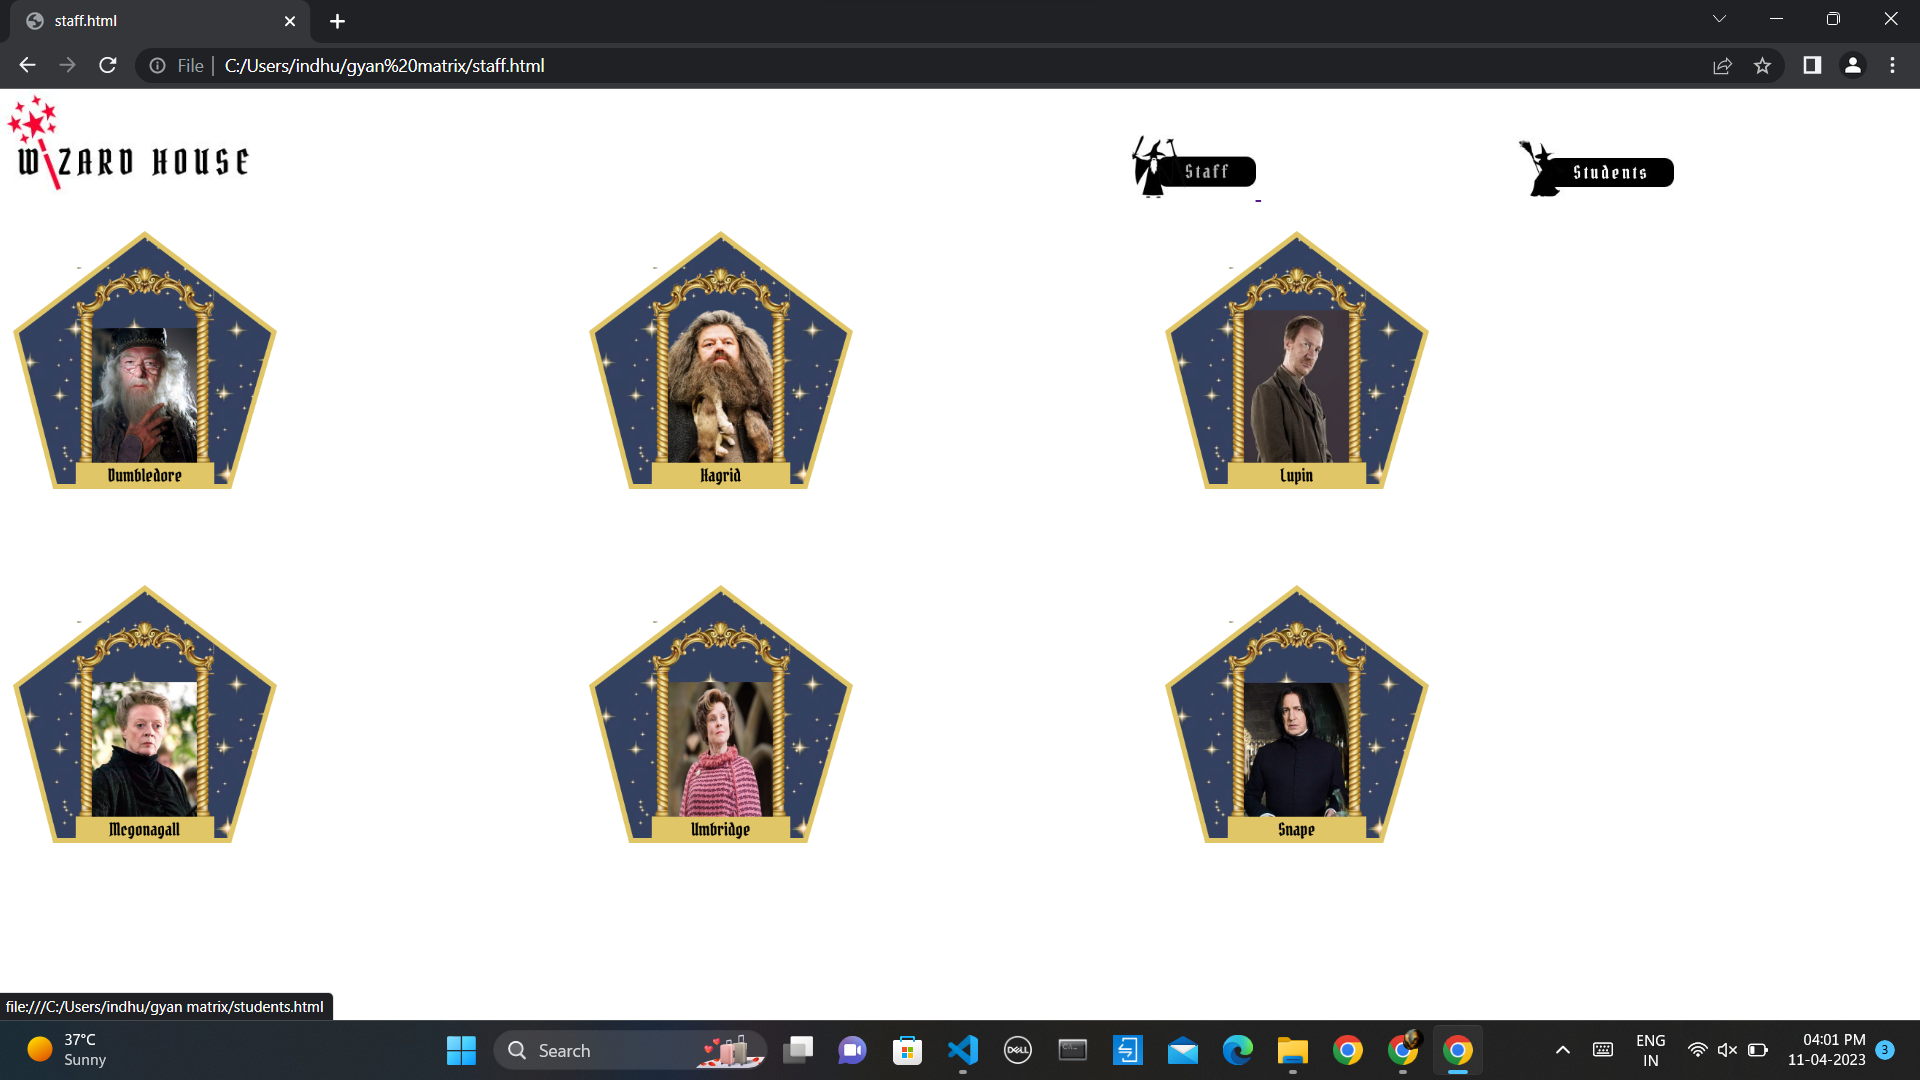 staff.html
File
C:/Users/indhu/gyan%20matrix/staff.html
WIZARD HOUSE
Staff
Students
Dumbledore
Hagrid
Lupin
Mcgonagall
Umbridge
Snape
file:///C:/Users/indhu/gyan matrix/students.html
37°C
Sunny
Search
DELL
ENG
IN
04:01 PM
11-04-2023
3